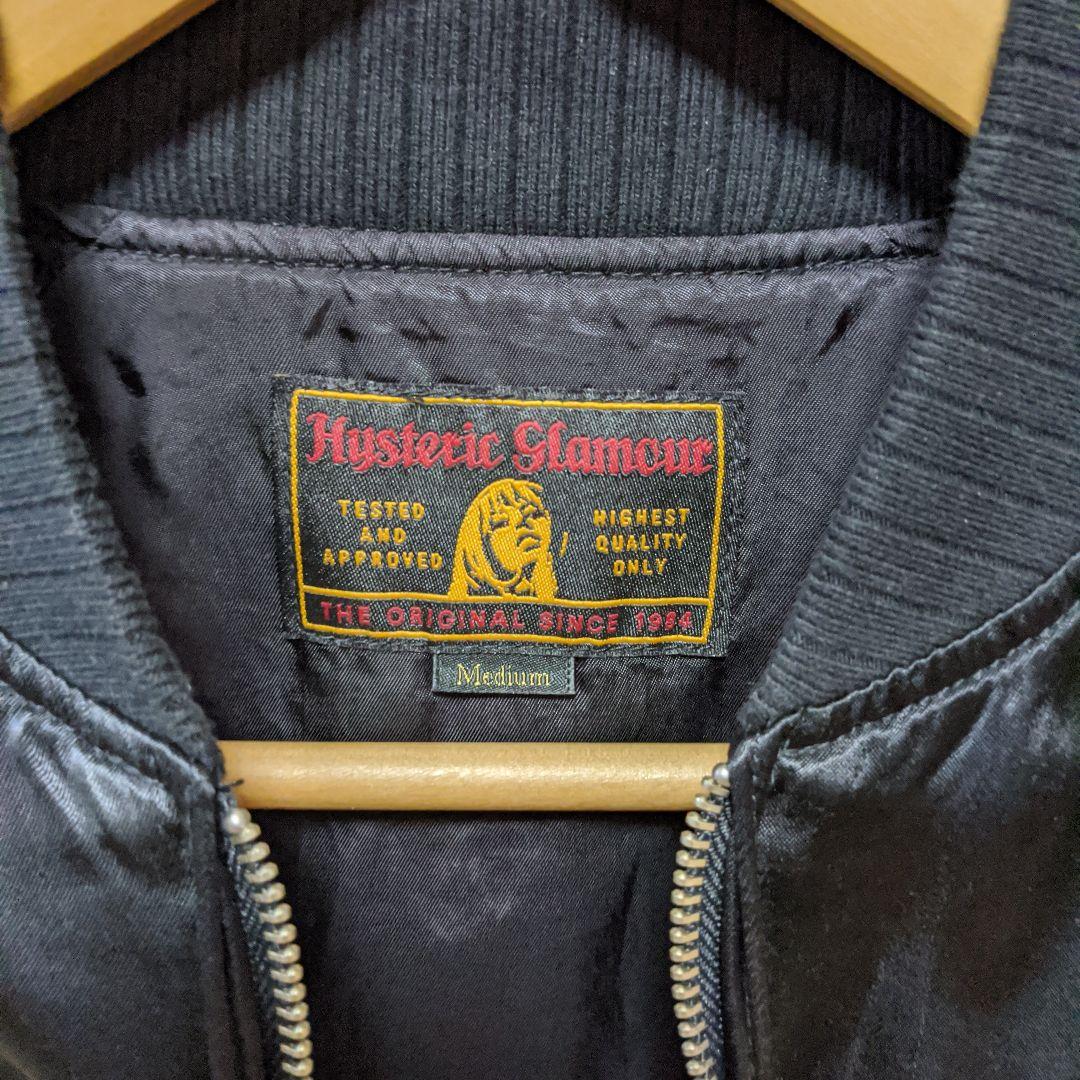 Hysteric Glamour
TESTED
AND
APPROVED
HIGHEST
QUALITY
ONLY
THE ORIGINAL SINCE 1984
Medium